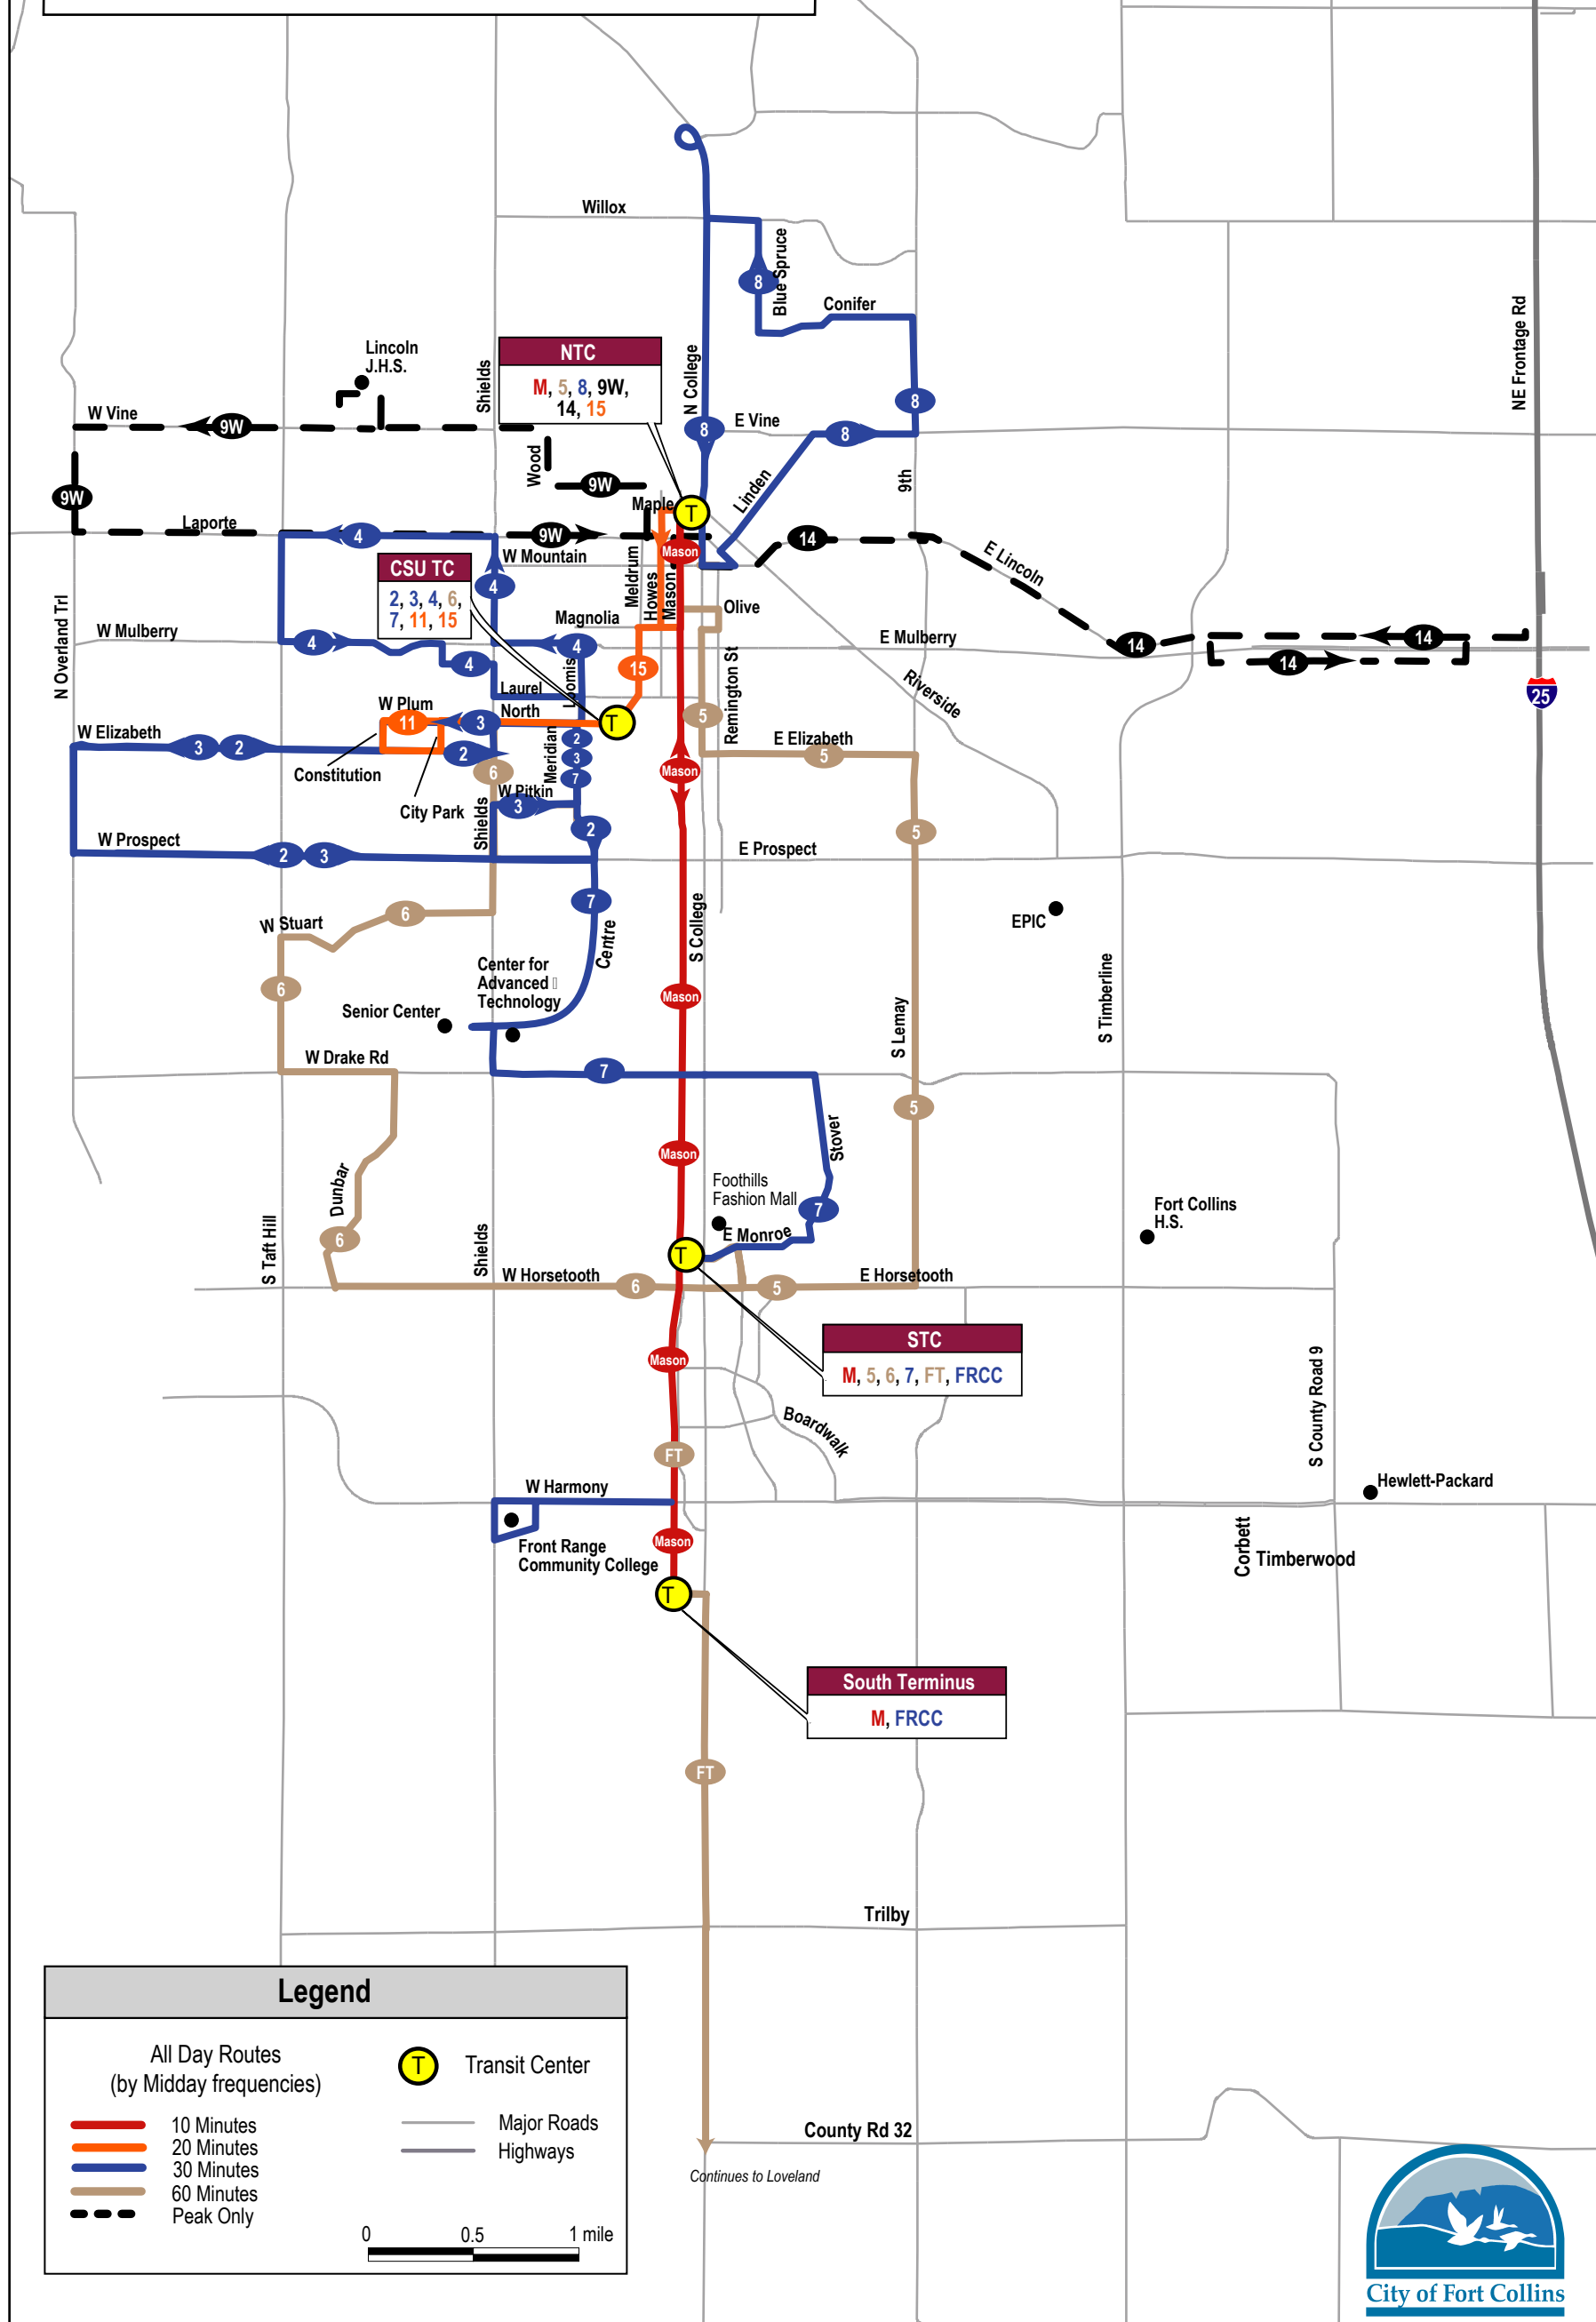 Willox
Blue Spruce
8
Conifer
NE Frontage Rd
NTC
M, 5, 8, 9W,
14, 15
Lincoln
J.H.S.
Shields
N College
8
W Vine
9W
8
E Vine
8
Wood
9W
9W
Linden
9th
Maple
T
Laporte
4
9W
Mason
14
E Lincoln
W Mountain
CSU TC
2, 3, 4, 6,
7, 11, 15
4
Meldrum
Howes
Mason
N Overland Trl
Magnolia
Olive
W Mulberry
4
4
E Mulberry
14
14
14
4
15
Loomis
Riverside
25
Laurel
W Plum
North
11
3
T
5
Remington St
W Elizabeth
3
2
2
2
3
7
Meridian
E Elizabeth
5
Constitution
6
Mason
City Park
W Pitkin
3
Shields
2
5
W Prospect
2
3
E Prospect
7
W Stuart
6
EPIC
S College
Centre
Center for
Advanced
Technology
6
Senior Center
Mason
S Lemay
S Timberline
W Drake Rd
7
5
Stover
Mason
Dunbar
Foothills
Fashion Mall
7
Fort Collins
H.S.
6
S Taft Hill
Shields
E Monroe
T
W Horsetooth
6
5
E Horsetooth
STC
M, 5, 6, 7, FT, FRCC
Mason
S County Road 9
Boardwalk
FT
W Harmony
Hewlett-Packard
Front Range
Community College
Mason
Corbett
Timberwood
T
South Terminus
M, FRCC
FT
Trilby
Legend
All Day Routes
(by Midday frequencies)
10 Minutes
20 Minutes
30 Minutes
60 Minutes
Peak Only
T
Transit Center
Major Roads
Highways
0 0.5 1 mile
County Rd 32
Continues to Loveland
City of Fort Collins